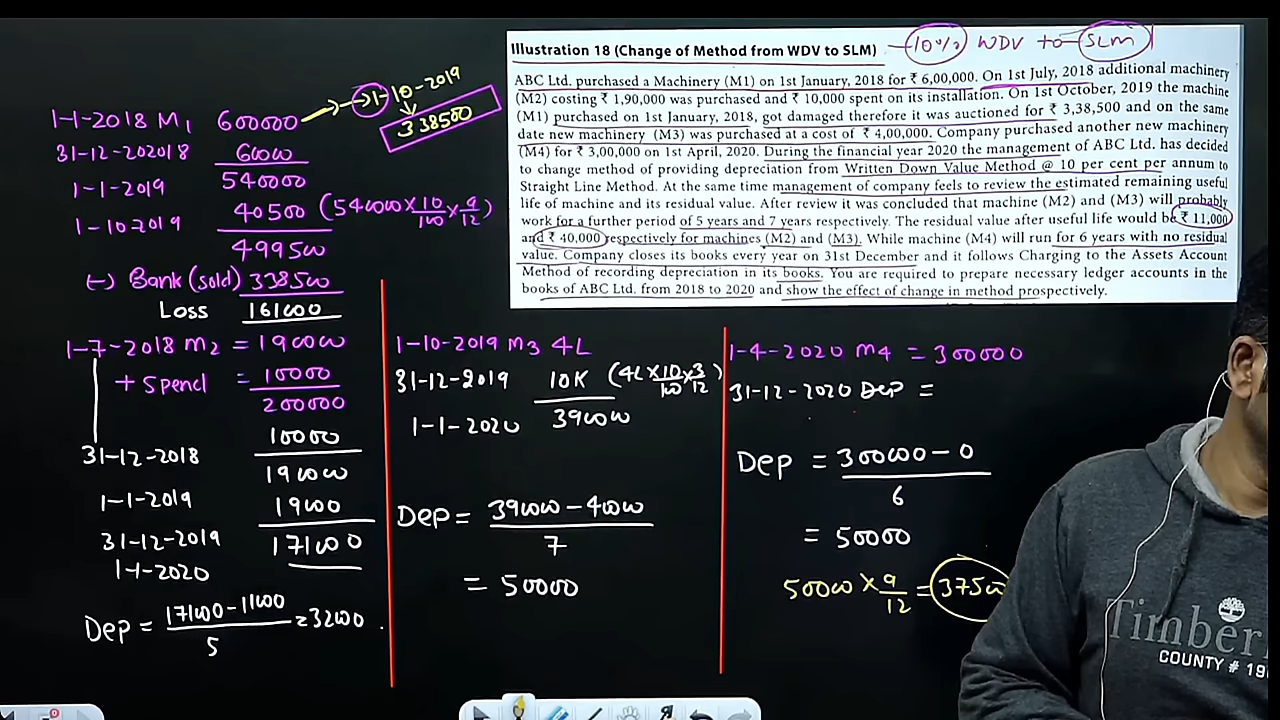 Illustration 18 (Change of Method from WDV to SLM) 10% WDV to SLM
ABC Ltd. purchased a Machinery (M1) on 1st January, 2018 for ₹ 6,00,000. On 1st July, 2018 additional machinery
(M2) costing ₹ 1,90,000 was purchased and ₹ 10,000 spent on its installation. On 1st October, 2019 the machine
(M1) purchased on 1st January, 2018, got damaged therefore it was auctioned for ₹ 3,38,500 and on the same
date new machinery (M3) was purchased at a cost of ₹ 4,00,000. Company purchased another new machinery
(M4) for ₹ 3,00,000 on 1st April, 2020. During the financial year 2020 the management of ABC Ltd. has decided
to change method of providing depreciation from Written Down Value Method @ 10 per cent per annum to
Straight Line Method. At the same time management of company feels to review the estimated remaining useful
life of machine and its residual value. After review it was concluded that machine (M2) and (M3) will probably
work for a further period of 5 years and 7 years respectively. The residual value after useful life would be ₹ 11,000
and ₹ 40,000 respectively for machines (M2) and (M3). While machine (M4) will run for 6 years with no residual
value. Company closes its books every year on 31st December and it follows Charging to the Assets Account
Method of recording depreciation in its books. You are required to prepare necessary ledger accounts in the
books of ABC Ltd. from 2018 to 2020 and show the effect of change in method prospectively.
1-1-2018 M1 600000 → 1-10-2019
338500
31-12-202018 60000
1-1-2019 540000
1-10-2019 40500 (540000 × 10/100 × 9/12)
499500
(-) Bank (sold) 338500
Loss 161000
1-7-2018 M2 = 190000
+ Spend = 10000
200000
31-12-2018 10000
190000
1-1-2019 19000
31-12-2019 171000
1-1-2020
Dep = 171000 - 11000 / 5 = 32000
1-10-2019 M3 4L
31-12-2019 10K (4L × 10/100 × 3/12)
1-1-2020 390000
Dep = 390000 - 40000 / 7
= 50000
1-4-2020 M4 = 300000
31-12-2020 Dep =
Dep = 300000 - 0 / 6
= 50000
50000 × 9/12 = 37500
Timber
COUNTY # 19